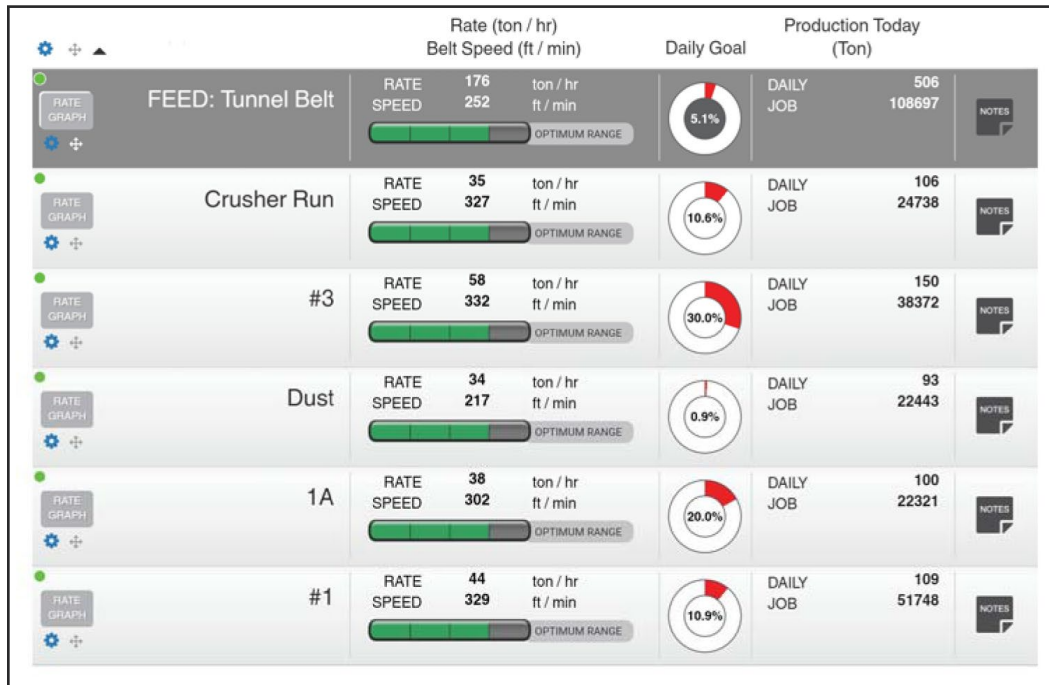 Rate (ton / hr)
Belt Speed (ft / min)
Daily Goal
Production Today
(Ton)
RATE
GRAPH
FEED: Tunnel Belt
RATE 176 ton / hr
SPEED 252 ft / min
OPTIMUM RANGE
5.1%
DAILY 506
JOB 108697
NOTES
RATE
GRAPH
Crusher Run
RATE 35 ton / hr
SPEED 327 ft / min
OPTIMUM RANGE
10.6%
DAILY 106
JOB 24738
NOTES
RATE
GRAPH
#3
RATE 58 ton / hr
SPEED 332 ft / min
OPTIMUM RANGE
30.0%
DAILY 150
JOB 38372
NOTES
RATE
GRAPH
Dust
RATE 34 ton / hr
SPEED 217 ft / min
OPTIMUM RANGE
0.9%
DAILY 93
JOB 22443
NOTES
RATE
GRAPH
1A
RATE 38 ton / hr
SPEED 302 ft / min
OPTIMUM RANGE
20.0%
DAILY 100
JOB 22321
NOTES
RATE
GRAPH
#1
RATE 44 ton / hr
SPEED 329 ft / min
OPTIMUM RANGE
10.9%
DAILY 109
JOB 51748
NOTES